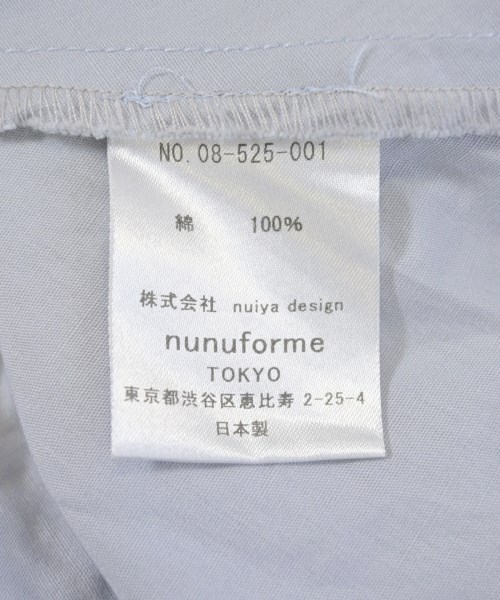 NO. 08-525-001
綿 100%
株式会社 nuiya design
nunuforme
TOKYO
東京都渋谷区恵比寿 2-25-4
日本製